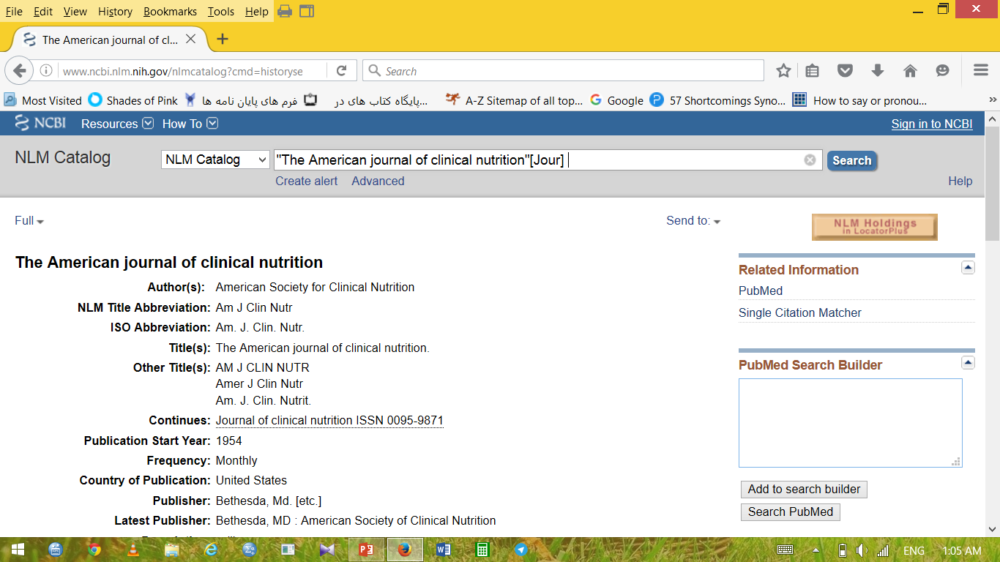 File Edit View History Bookmarks Tools Help
The American journal of cl...
www.ncbi.nlm.nih.gov/nlmcatalog?cmd=historyse
Search
Most Visited Shades of Pink فرم های پایان نامه ها پایگاه کتاب های در... A-Z Sitemap of all top... Google 57 Shortcomings Syno... How to say or pronou...
NCBI Resources How To Sign in to NCBI
NLM Catalog NLM Catalog "The American journal of clinical nutrition"[Jour] Search
Create alert Advanced Help
Full Send to:
NLM Holdings
in LocatorPlus
The American journal of clinical nutrition
Author(s): American Society for Clinical Nutrition
NLM Title Abbreviation: Am J Clin Nutr
ISO Abbreviation: Am. J. Clin. Nutr.
Title(s): The American journal of clinical nutrition.
Other Title(s): AM J CLIN NUTR
Amer J Clin Nutr
Am. J. Clin. Nutrit.
Continues: Journal of clinical nutrition ISSN 0095-9871
Publication Start Year: 1954
Frequency: Monthly
Country of Publication: United States
Publisher: Bethesda, Md. [etc.]
Latest Publisher: Bethesda, MD : American Society of Clinical Nutrition
Related Information
PubMed
Single Citation Matcher
PubMed Search Builder
Add to search builder
Search PubMed
ENG 1:05 AM